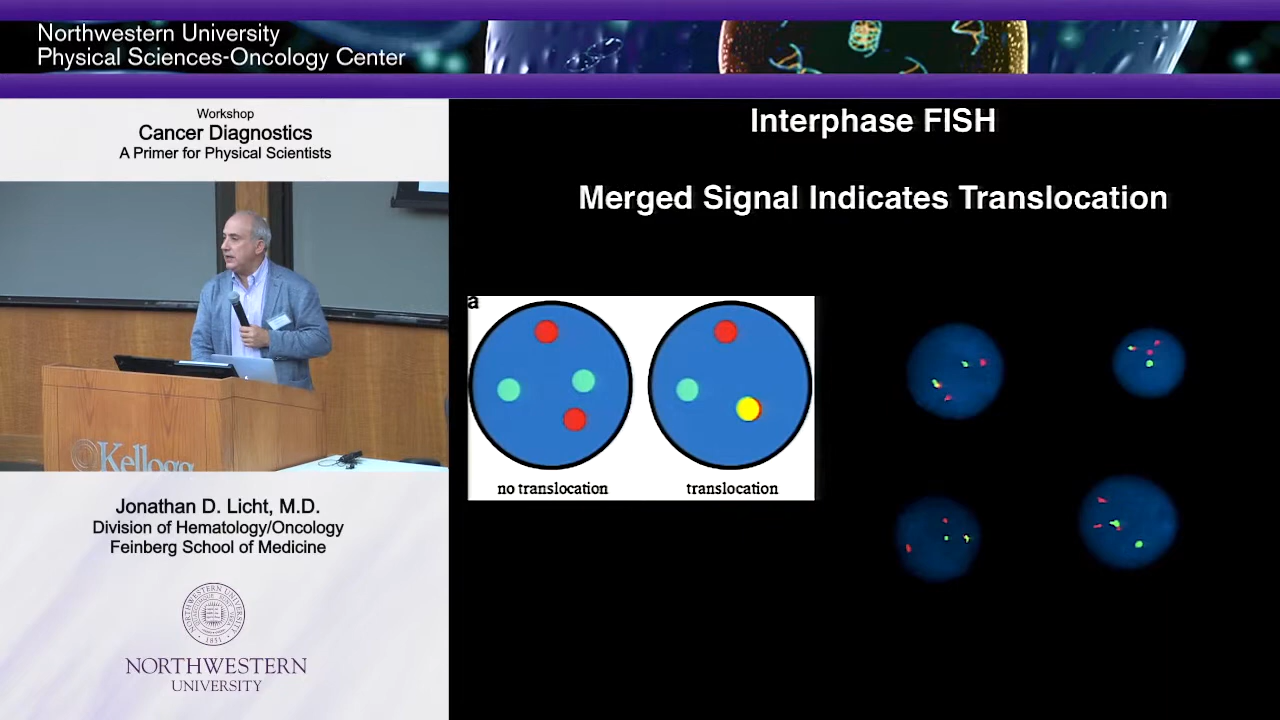 Northwestern University
Physical Sciences-Oncology Center
Workshop
Cancer Diagnostics
A Primer for Physical Scientists
Kellogg
Jonathan D. Licht, M.D.
Division of Hematology/Oncology
Feinberg School of Medicine
NORTHWESTERN
UNIVERSITY
Interphase FISH
Merged Signal Indicates Translocation
a
no translocation
translocation